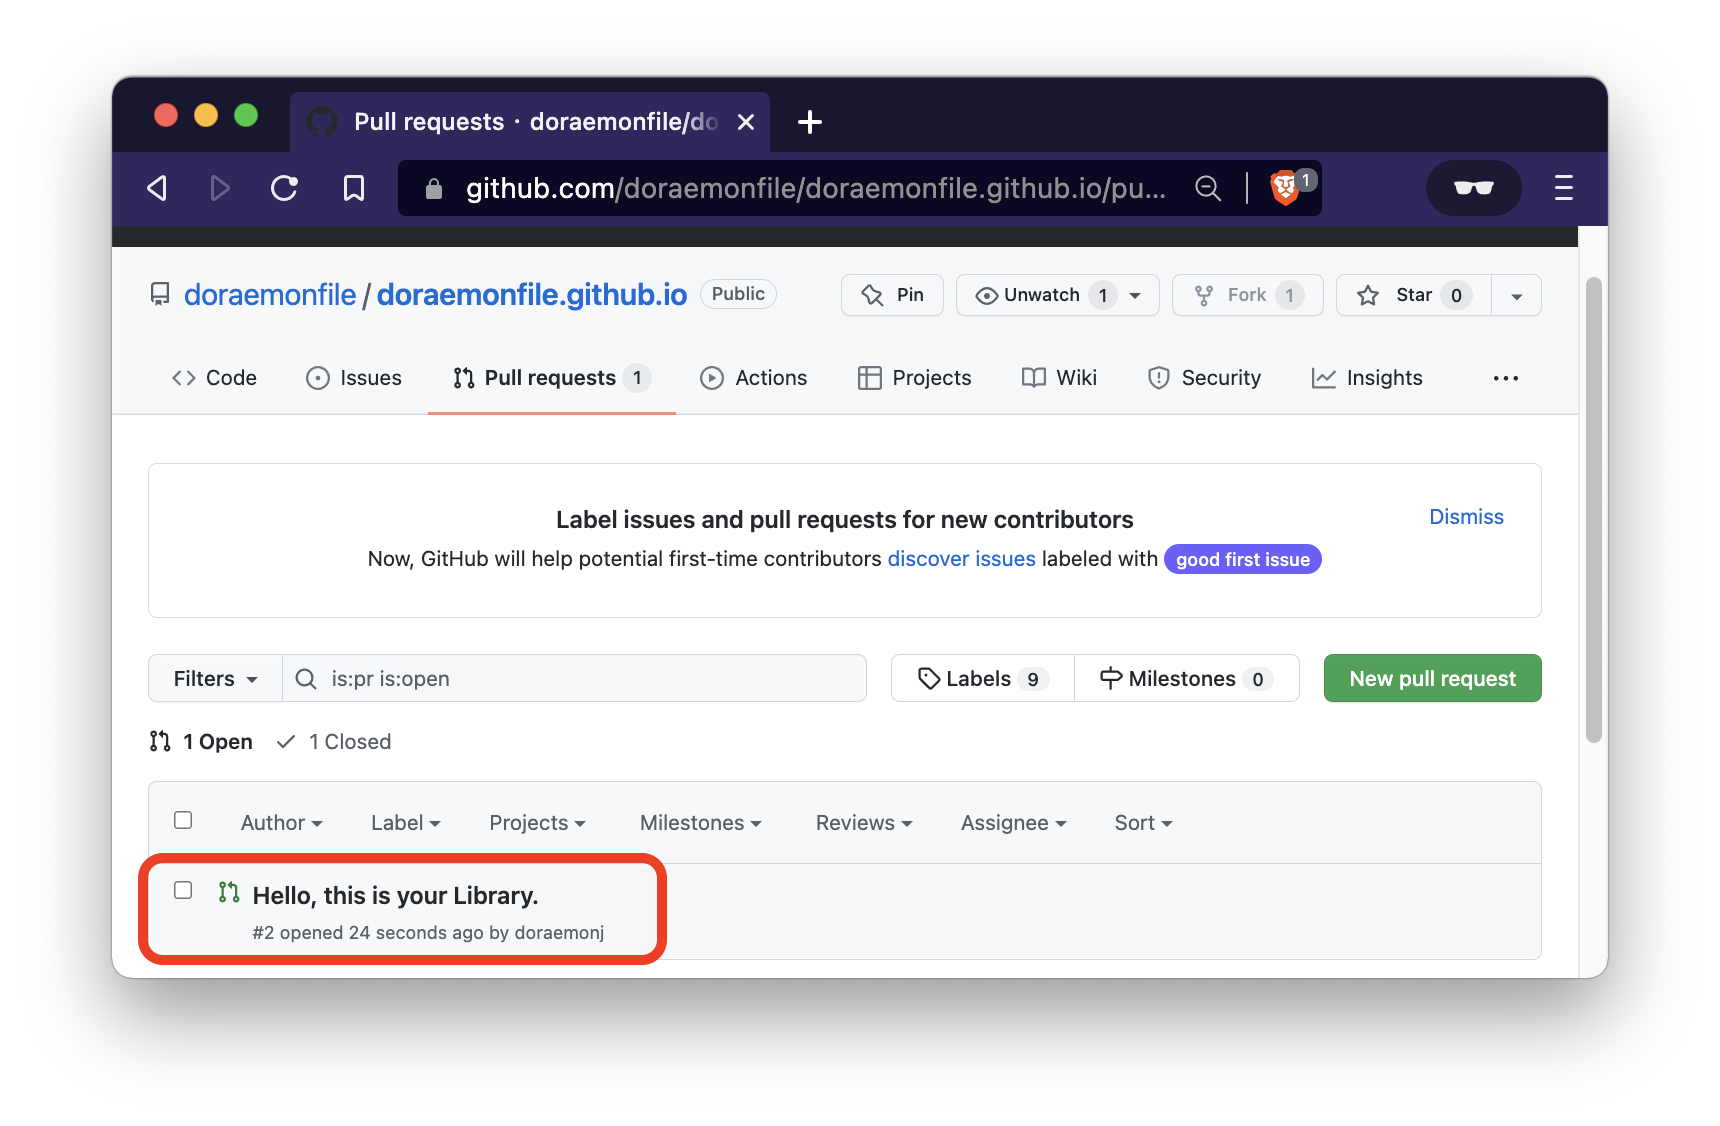 Pull requests · doraemonfile/do
github.com/doraemonfile/doraemonfile.github.io/pu... 1
doraemonfile / doraemonfile.github.io Public Pin Unwatch 1 Fork 1 Star 0
Code Issues Pull requests 1 Actions Projects Wiki Security Insights
Label issues and pull requests for new contributors Dismiss
Now, GitHub will help potential first-time contributors discover issues labeled with good first issue
Filters is:pr is:open Labels 9 Milestones 0 New pull request
1 Open 1 Closed
Author Label Projects Milestones Reviews Assignee Sort
Hello, this is your Library.
#2 opened 24 seconds ago by doraemonj